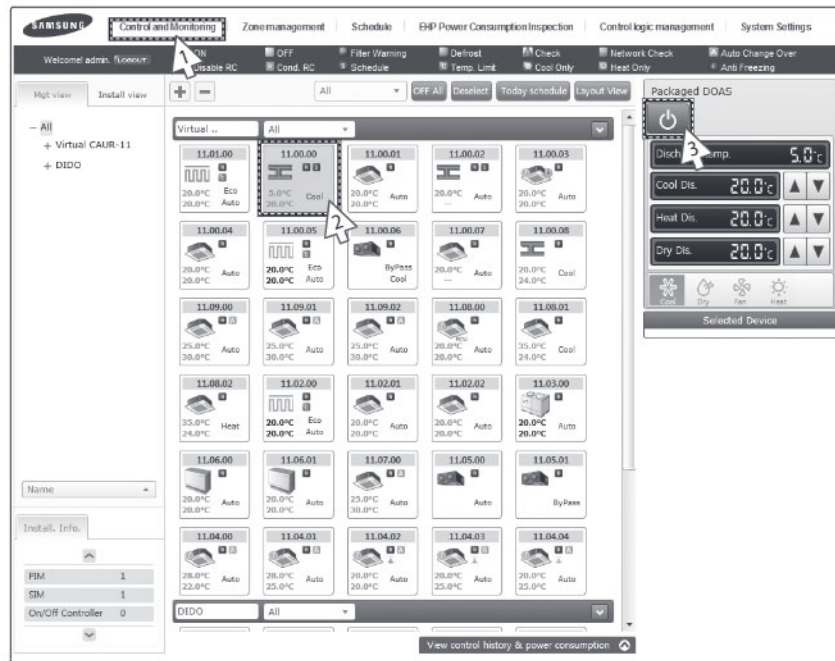 SAMSUNG
Control and Monitoring Zone management Schedule EHP Power Consumption Inspection Control logic management System Settings
Welcome! admin. Logout
ON OFF Filter Warning Defrost Check Network Check Auto Change Over
Disable RC Cond. RC Schedule Temp. Limit Cool Only Heat Only Anti Freezing
Mgt view Install view
+ − All OFF All Deselect Today schedule Layout View
− All
+ Virtual CAUR-11
+ DIDO
Virtual .. All
11.01.00 11.00.00 11.00.01 11.00.02 11.00.03
20.0°C Eco 5.0°C Cool 20.0°C Auto 20.0°C Auto 20.0°C Auto
20.0°C Auto 20.0°C 20.0°C -- 20.0°C
11.00.04 11.00.05 11.00.06 11.00.07 11.00.08
20.0°C Auto 20.0°C Eco ByPass 20.0°C Auto 20.0°C Cool
20.0°C 20.0°C Auto Cool -- 24.0°C
11.09.00 11.09.01 11.09.02 11.08.00 11.08.01
FCU
25.0°C Auto 25.0°C Auto 25.0°C Auto 20.0°C Auto 35.0°C Cool
30.0°C 30.0°C 30.0°C 20.0°C 24.0°C
11.08.02 11.02.00 11.02.01 11.02.02 11.03.00
35.0°C Heat 20.0°C Eco 20.0°C Auto 20.0°C Auto 20.0°C Auto
24.0°C 20.0°C Auto 20.0°C 20.0°C 20.0°C
11.06.00 11.06.01 11.07.00 11.05.00 11.05.01
20.0°C Auto 20.0°C Auto 25.0°C Auto Auto ByPass
20.0°C 20.0°C 30.0°C
11.04.00 11.04.01 11.04.02 11.04.03 11.04.04
28.0°C Auto 20.0°C Auto 20.0°C Auto 20.0°C Auto 20.0°C Auto
22.0°C 25.0°C 20.0°C 25.0°C 25.0°C
DIDO All
View control history & power consumption
Name
Install. Info.
PIM 1
SIM 1
On/Off Controller 0
Packaged DOAS
5.0°c
Cool Dis. 20.0°c
Heat Dis. 20.0°c
Dry Dis. 20.0°c
Cool Dry Fan Heat
Selected Device
1
2
3